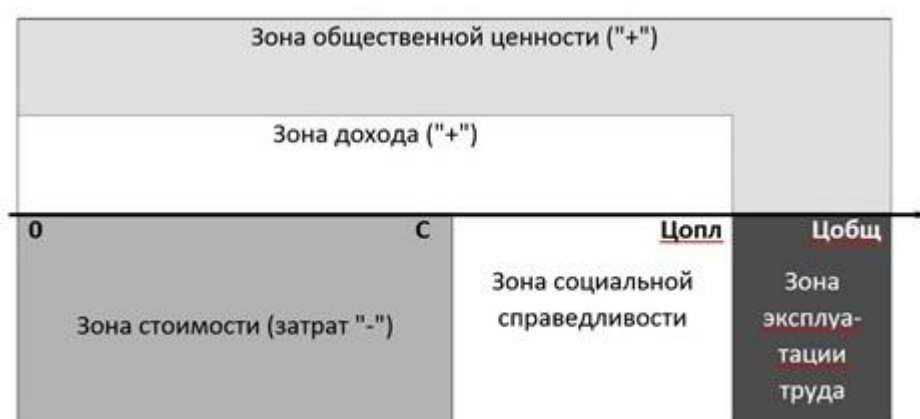 Зона общественной ценности ("+")
Зона дохода ("+")
0 С Цопл Цобщ
Зона стоимости (затрат "-")
Зона социальной
справедливости
Зона
эксплуа-
тации
труда